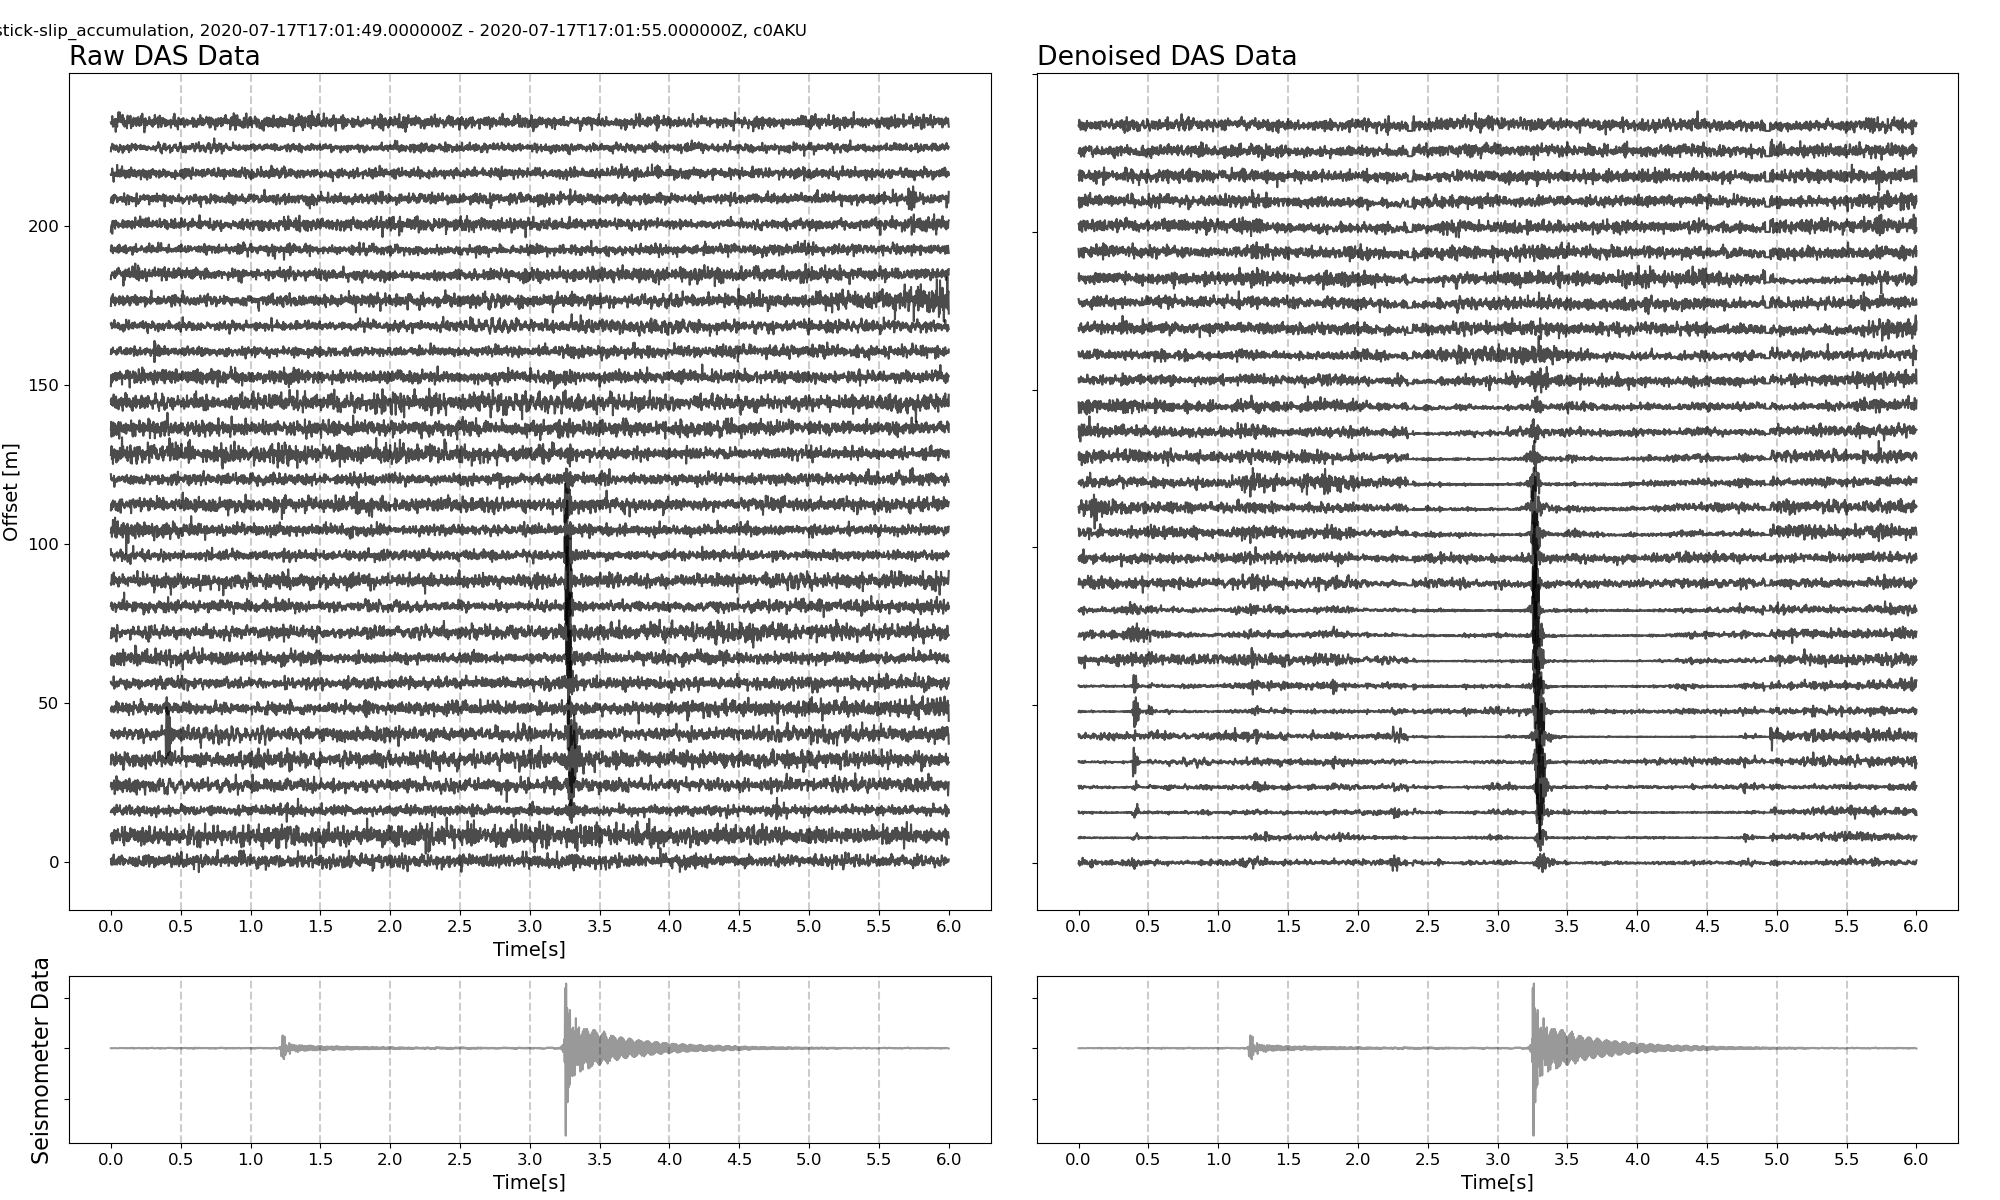 stick-slip_accumulation, 2020-07-17T17:01:49.000000Z - 2020-07-17T17:01:55.000000Z, c0AKU
Raw DAS Data
Denoised DAS Data
Offset [m]
200
150
100
50
0
0.0 0.5 1.0 1.5 2.0 2.5 3.0 3.5 4.0 4.5 5.0 5.5 6.0
Time[s]
0.0 0.5 1.0 1.5 2.0 2.5 3.0 3.5 4.0 4.5 5.0 5.5 6.0
Seismometer Data
0.0 0.5 1.0 1.5 2.0 2.5 3.0 3.5 4.0 4.5 5.0 5.5 6.0
Time[s]
0.0 0.5 1.0 1.5 2.0 2.5 3.0 3.5 4.0 4.5 5.0 5.5 6.0
Time[s]